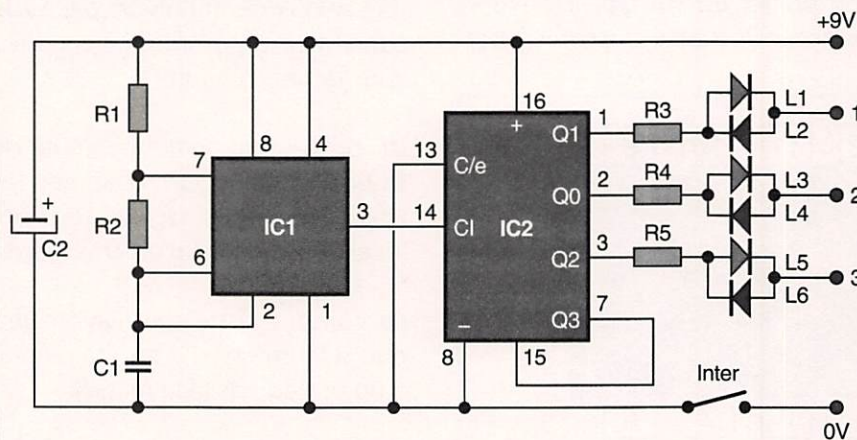 +9V
R1
R2
C1
+
C2
7
6
8
4
IC1
3
2
1
13
14
16
+
C/e
Cl
IC2
Q1
Q0
Q2
Q3
–
8
15
1
2
3
7
R3
R4
R5
L1
L2
L3
L4
L5
L6
1
2
3
Inter
0V